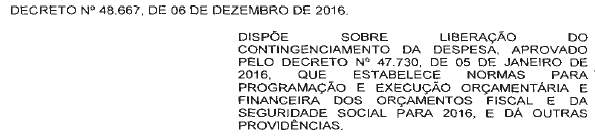 DECRETO Nº 48.667, DE 06 DE DEZEMBRO DE 2016.
DISPÕE SOBRE LIBERAÇÃO DO
CONTINGENCIAMENTO DA DESPESA, APROVADO
PELO DECRETO Nº 47.730, DE 05 DE JANEIRO DE
2016, QUE ESTABELECE NORMAS PARA
PROGRAMAÇÃO E EXECUÇÃO ORÇAMENTÁRIA E
FINANCEIRA DOS ORÇAMENTOS FISCAL E DA
SEGURIDADE SOCIAL PARA 2016, E DÁ OUTRAS
PROVIDÊNCIAS.